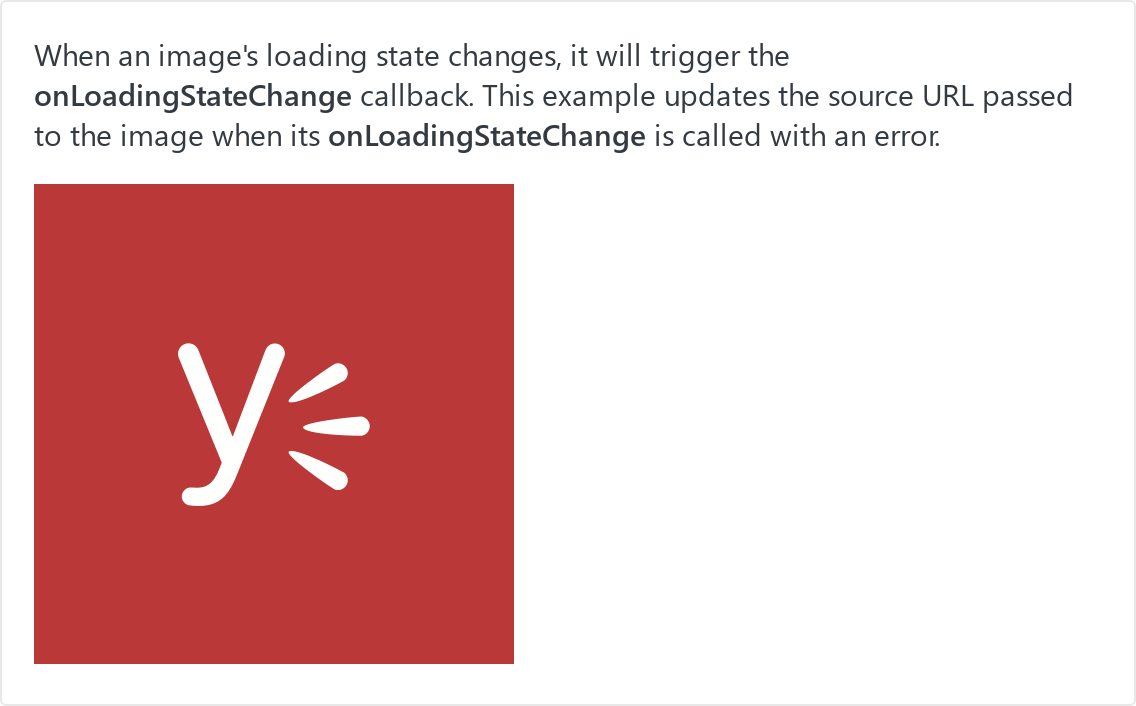 When an image's loading state changes, it will trigger the
onLoadingStateChange callback. This example updates the source URL passed
to the image when its onLoadingStateChange is called with an error.
y